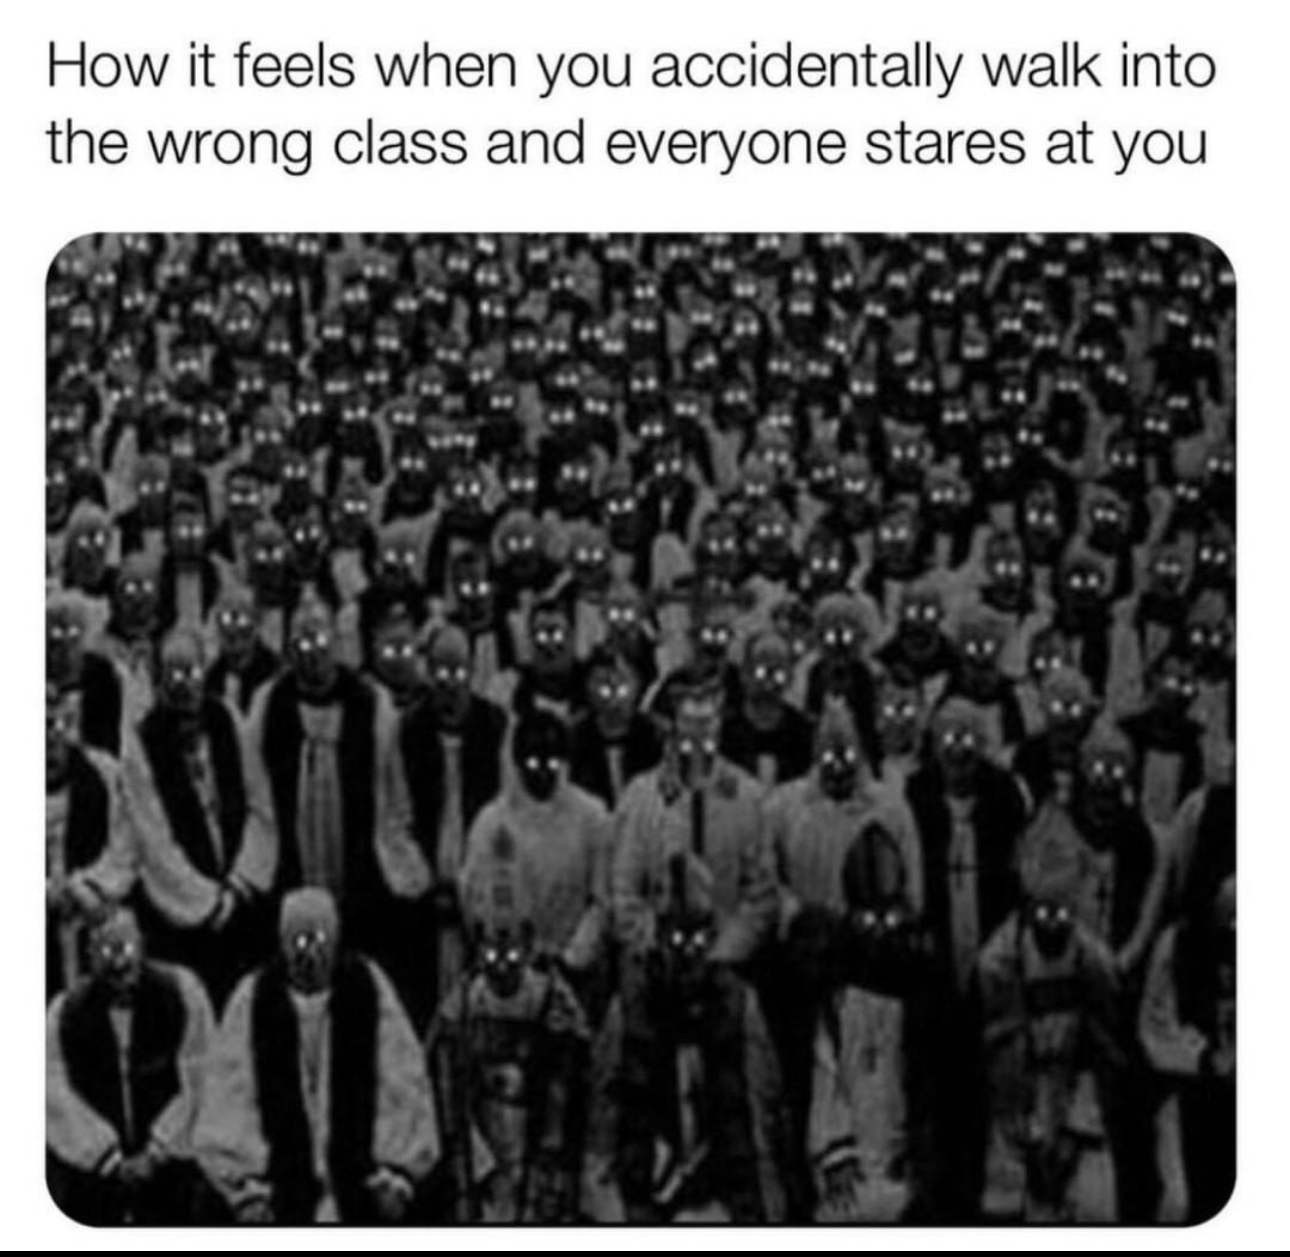 How it feels when you accidentally walk into
the wrong class and everyone stares at you